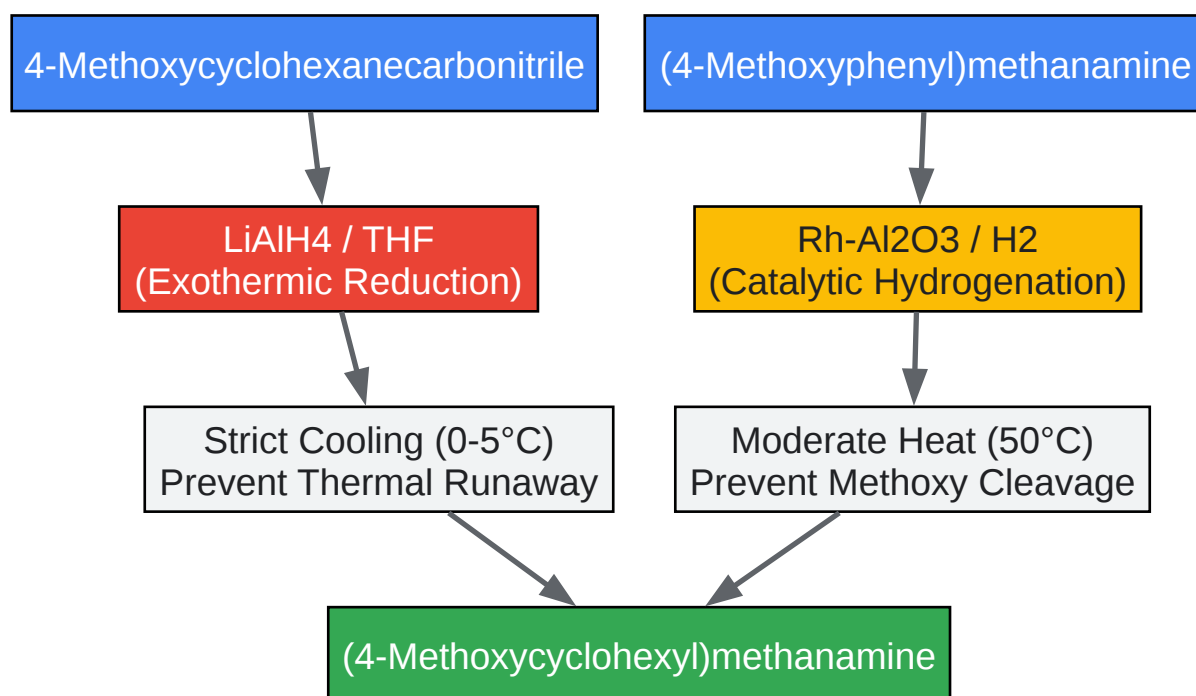 4-Methoxycyclohexanecarbonitrile
(4-Methoxyphenyl)methanamine
LiAlH4 / THF
(Exothermic Reduction)
Rh-Al2O3 / H2
(Catalytic Hydrogenation)
Strict Cooling (0-5°C)
Prevent Thermal Runaway
Moderate Heat (50°C)
Prevent Methoxy Cleavage
(4-Methoxycyclohexyl)methanamine